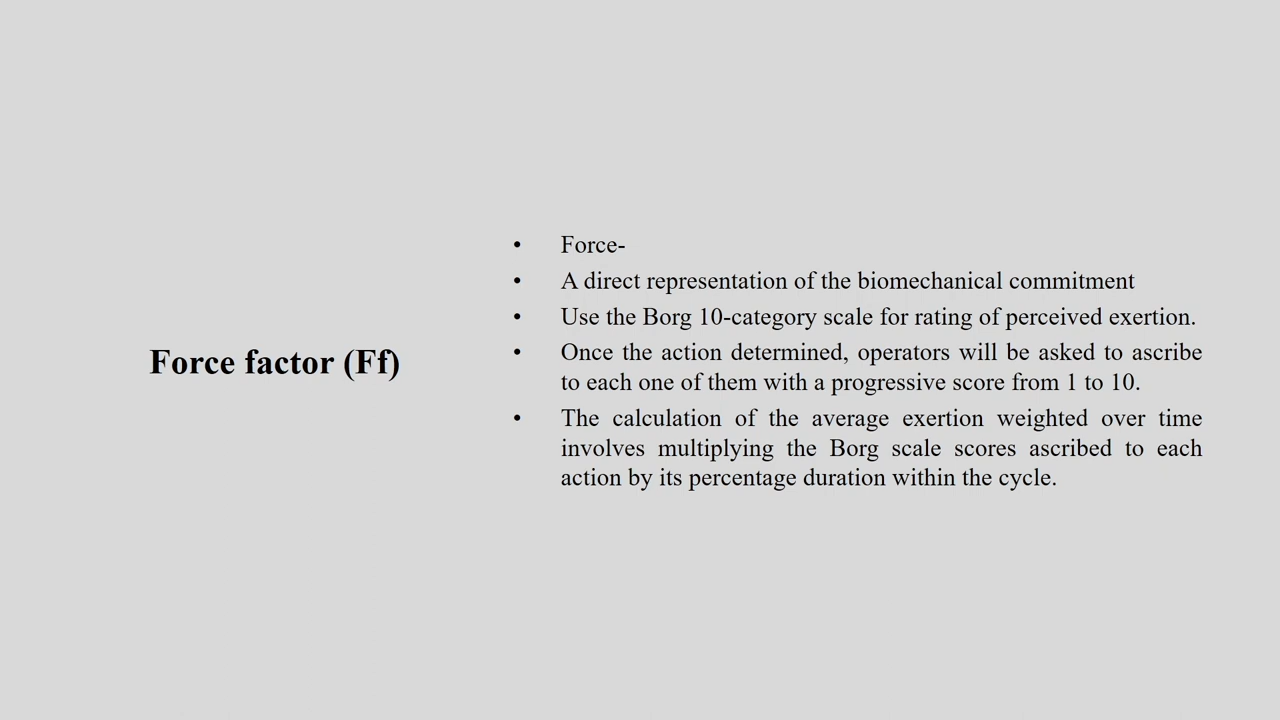 Force factor (Ff)
• Force-
• A direct representation of the biomechanical commitment
• Use the Borg 10-category scale for rating of perceived exertion.
• Once the action determined, operators will be asked to ascribe
to each one of them with a progressive score from 1 to 10.
• The calculation of the average exertion weighted over time
involves multiplying the Borg scale scores ascribed to each
action by its percentage duration within the cycle.